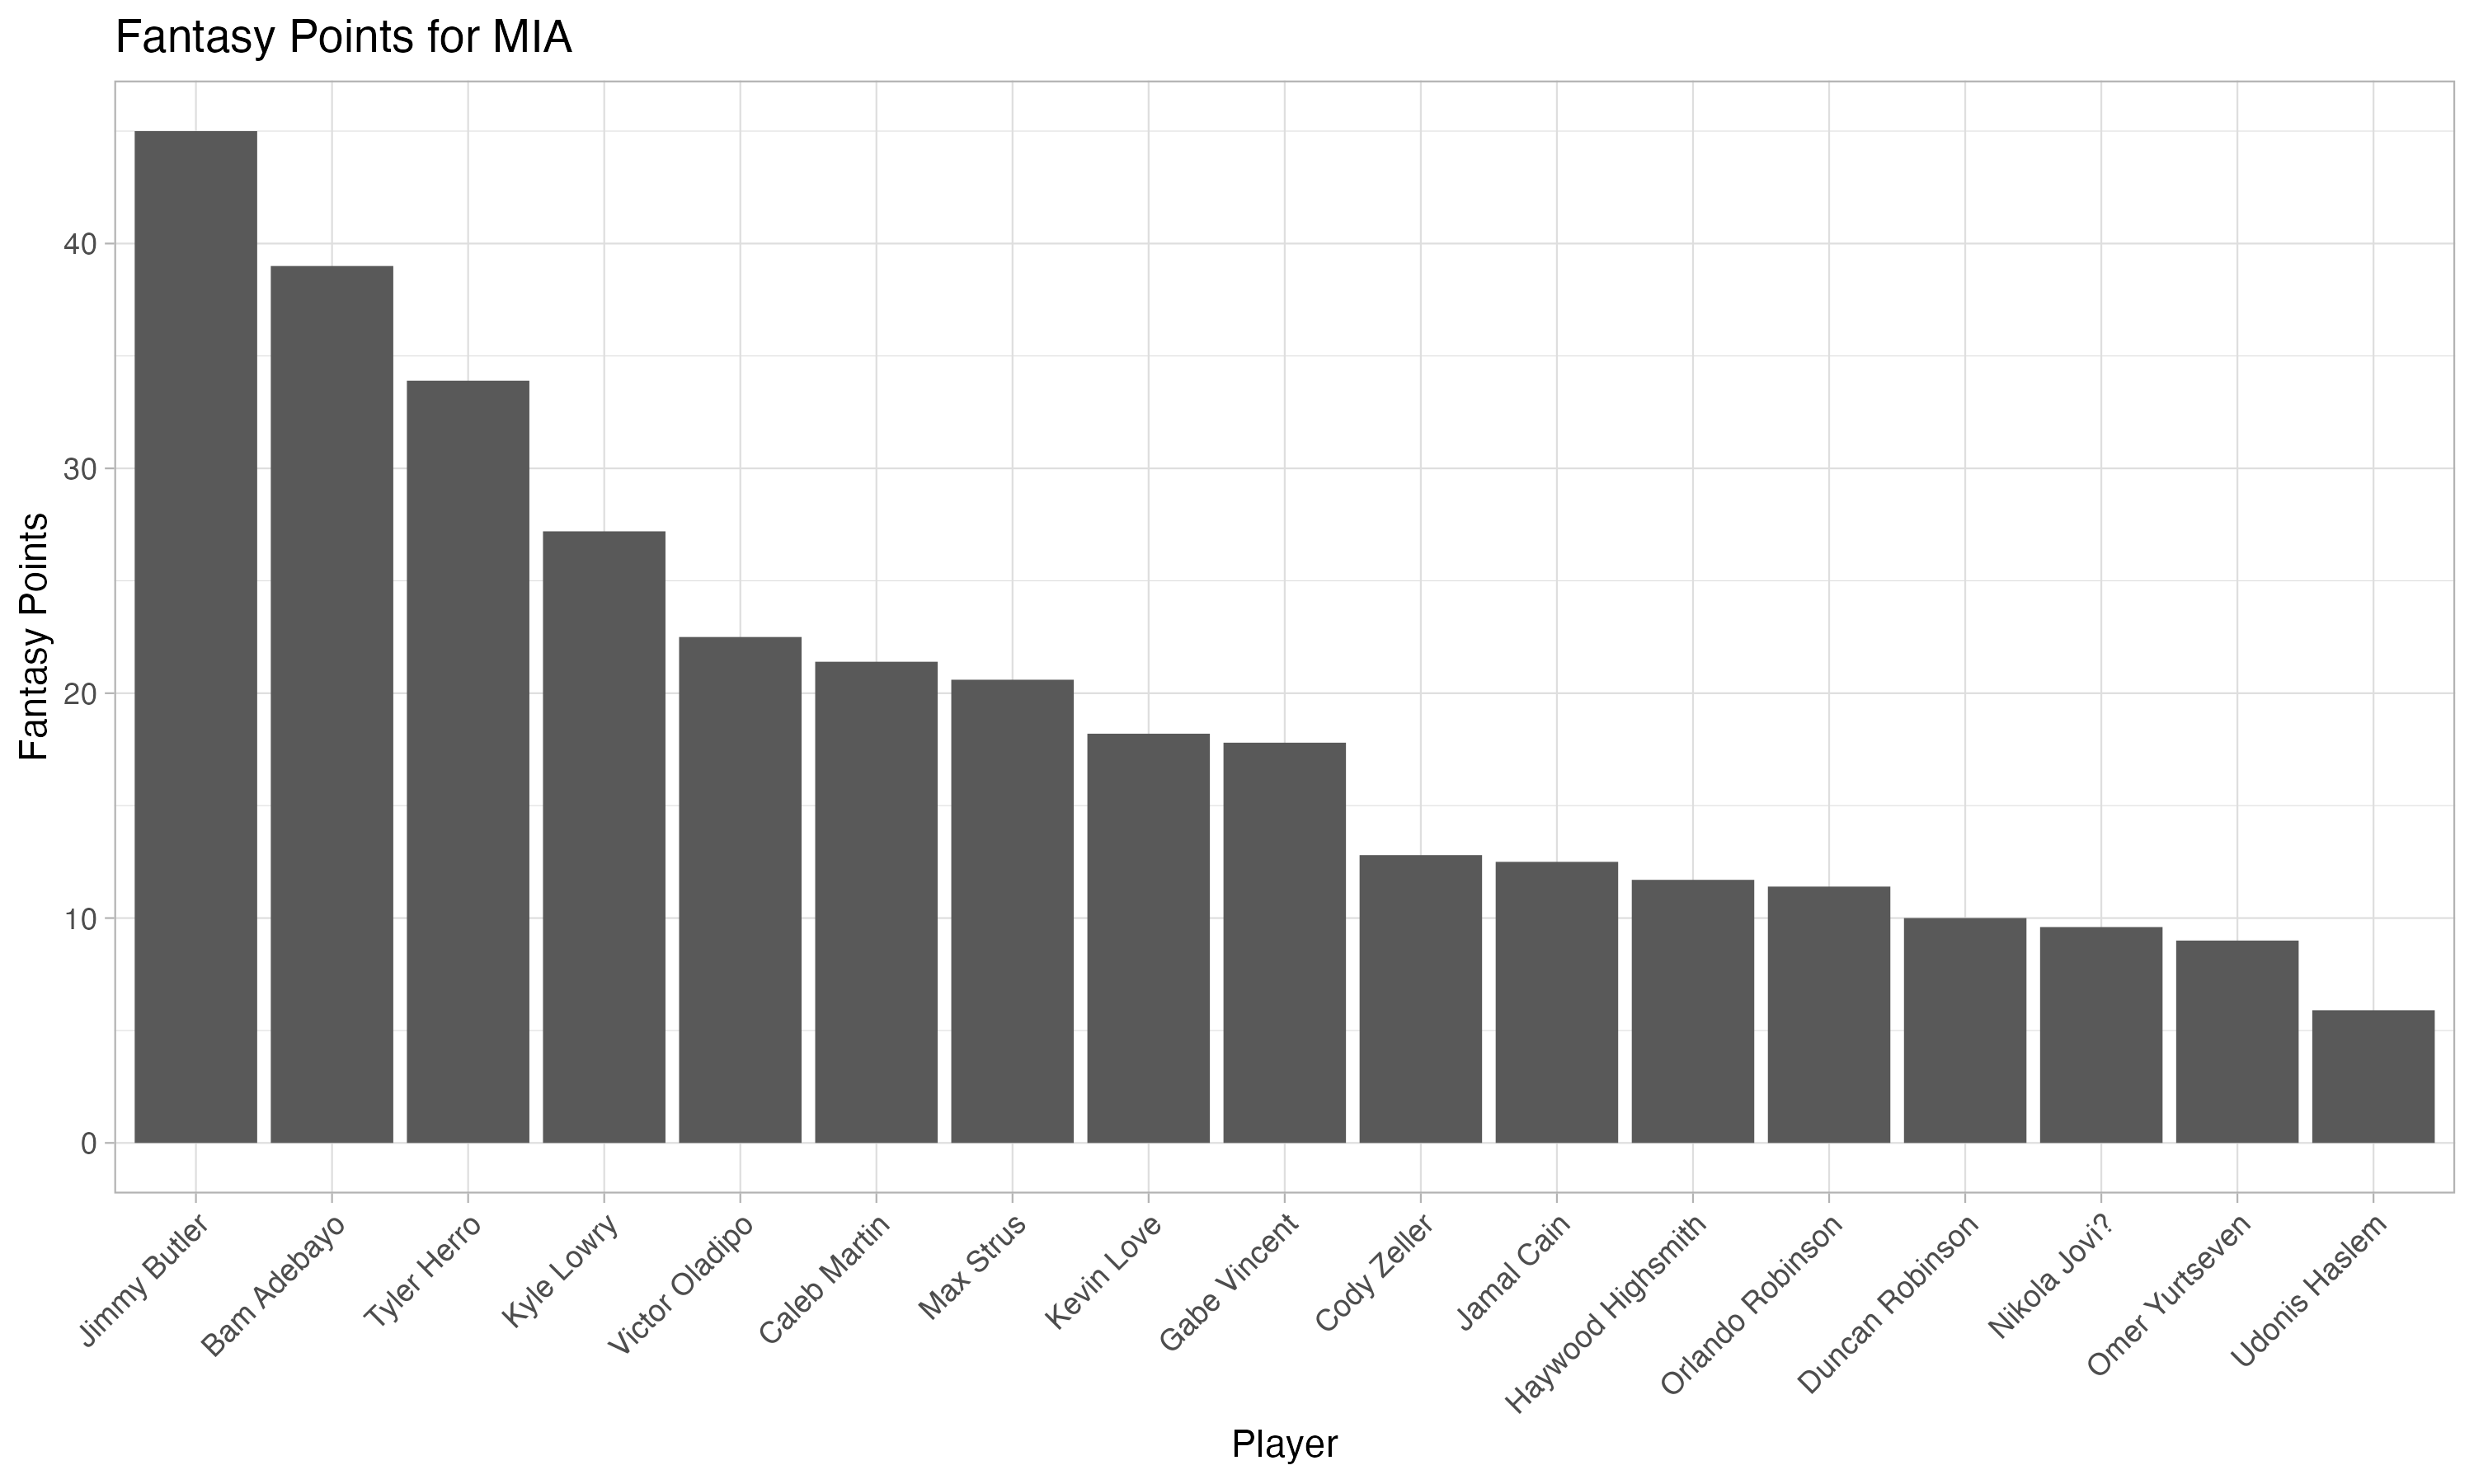 Fantasy Points for MIA
Fantasy Points
40
30
20
10
0
Jimmy Butler
Bam Adebayo
Tyler Herro
Kyle Lowry
Victor Oladipo
Caleb Martin
Max Strus
Kevin Love
Gabe Vincent
Cody Zeller
Jamal Cain
Haywood Highsmith
Orlando Robinson
Duncan Robinson
Nikola Jovi?
Omer Yurtseven
Udonis Haslem
Player